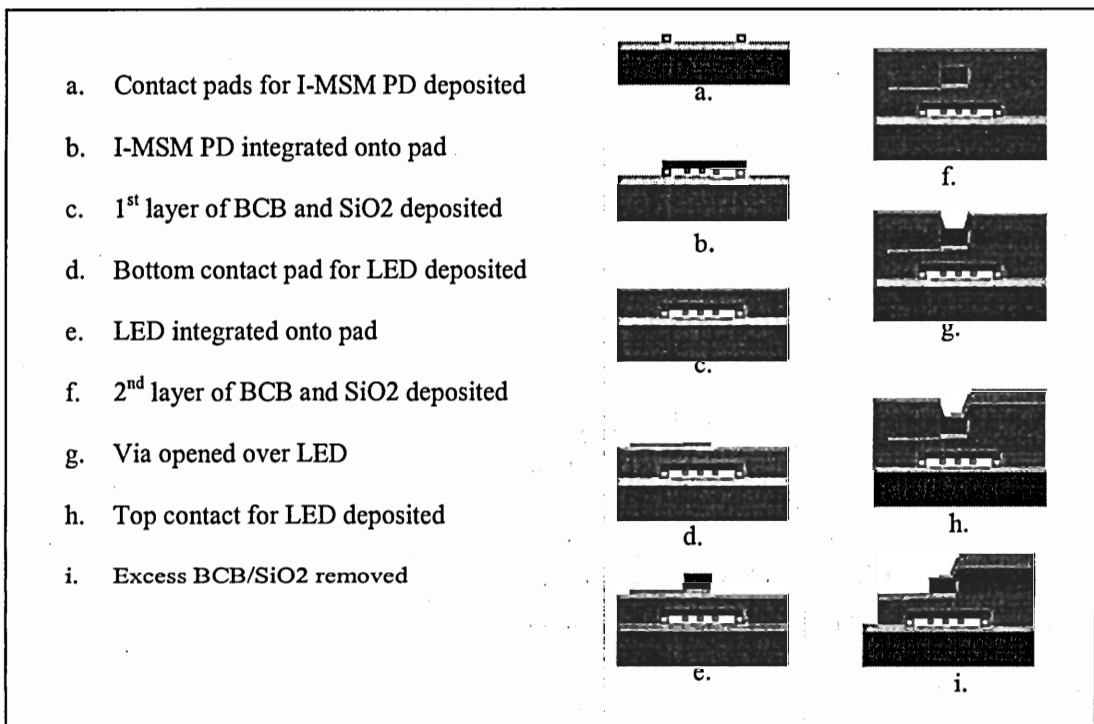 a. Contact pads for I-MSM PD deposited
b. I-MSM PD integrated onto pad
c. 1st layer of BCB and SiO2 deposited
d. Bottom contact pad for LED deposited
e. LED integrated onto pad
f. 2nd layer of BCB and SiO2 deposited
g. Via opened over LED
h. Top contact for LED deposited
i. Excess BCB/SiO2 removed
a.
b.
c.
d.
e.
f.
g.
h.
i.